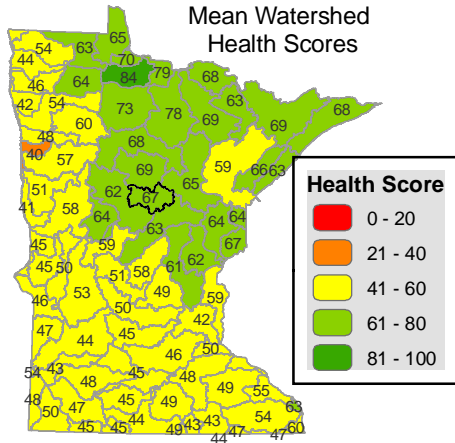 Mean Watershed
Health Scores
65
54 63
44 70
84 79 68
46 64
63
42 54 73 78 68
60 69 69
48 68
40 57 59
69
66 63
51 62 67 65
41 58 64 64 64
63
45 59 67
61 62
45 50 51 58
53 49 59
46 50 42
47 45
44 46 50
54 43 45
48 49 55
48 47 45 48 63
50 49 54
45 45 44 49 43 43 60
44 47 47
Health Score
0 - 20
21 - 40
41 - 60
61 - 80
81 - 100